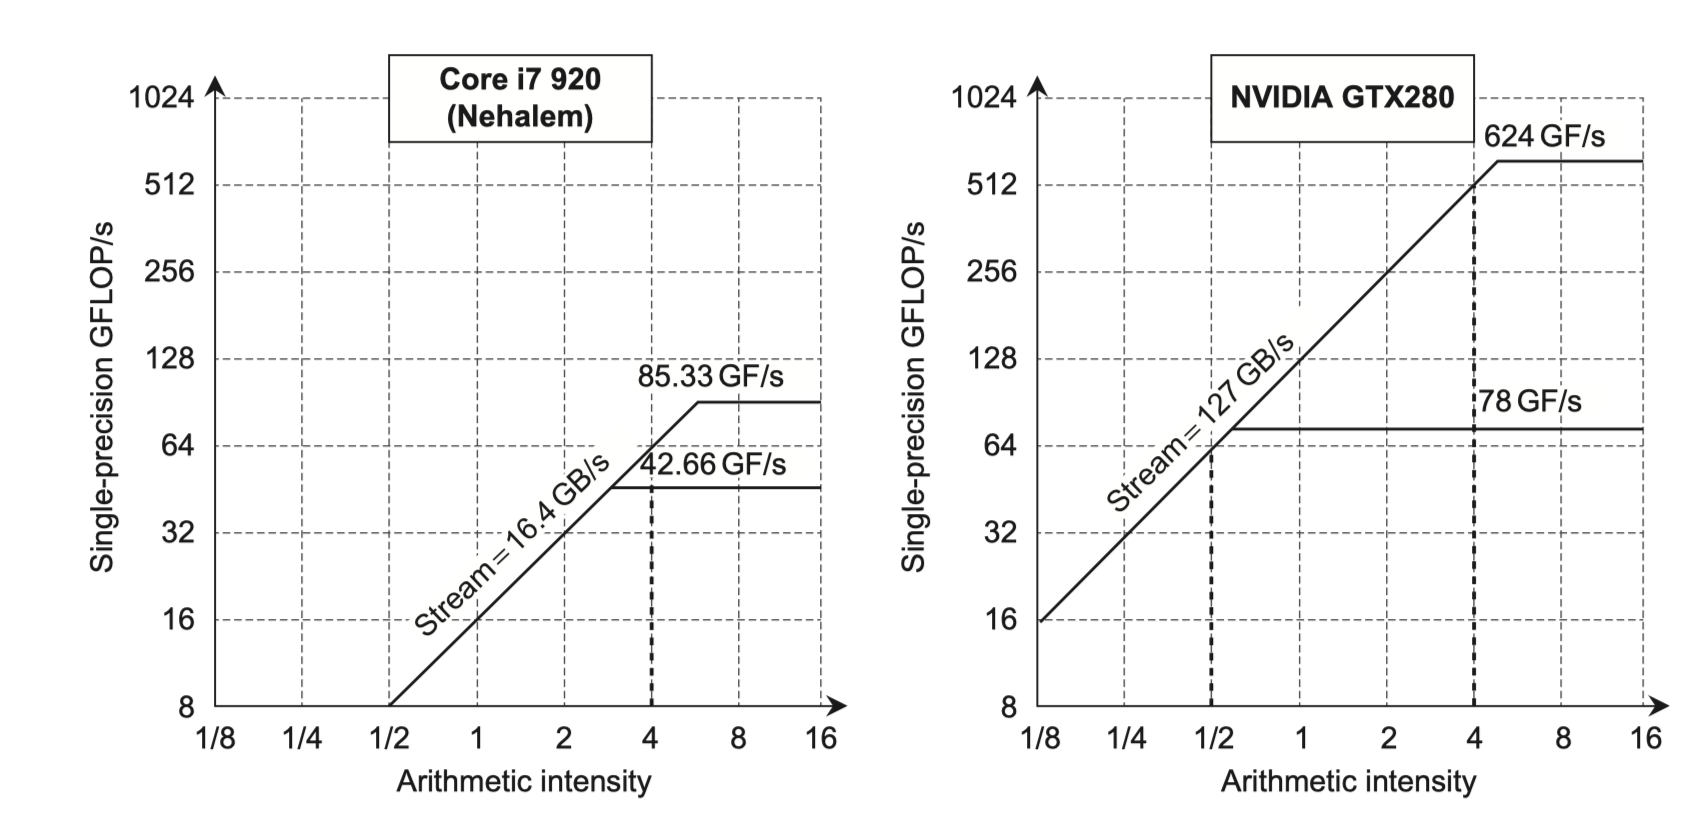 Core i7 920
(Nehalem)
1024
512
256
128
64
32
16
8
Single-precision GFLOP/s
85.33 GF/s
42.66 GF/s
Stream = 16.4 GB/s
1/8 1/4 1/2 1 2 4 8 16
Arithmetic intensity
NVIDIA GTX280
1024
512
256
128
64
32
16
8
Single-precision GFLOP/s
624 GF/s
78 GF/s
Stream = 127 GB/s
1/8 1/4 1/2 1 2 4 8 16
Arithmetic intensity